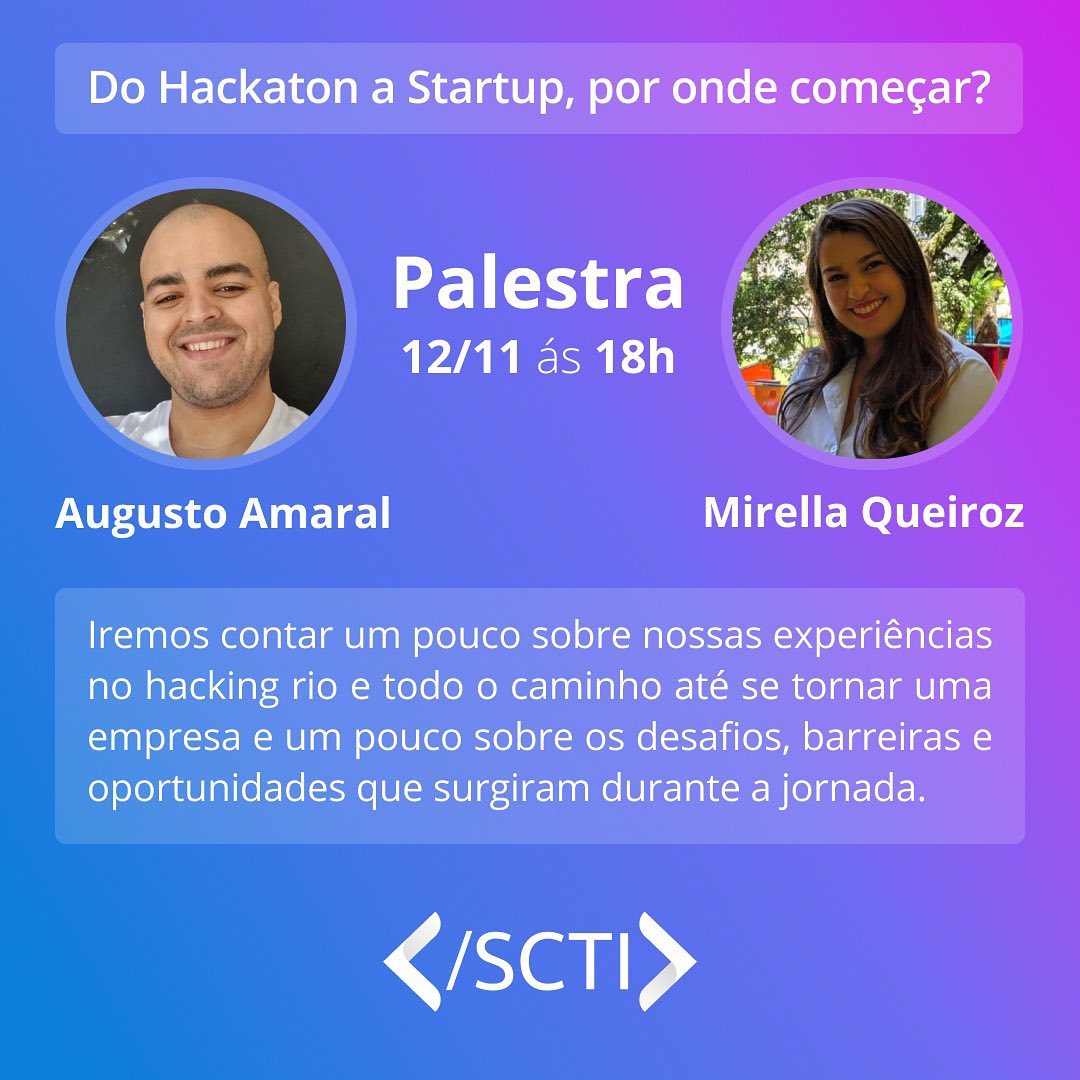 Do Hackaton a Startup, por onde começar?
Palestra
12/11 ás 18h
Augusto Amaral
Mirella Queiroz
Iremos contar um pouco sobre nossas experiências
no hacking rio e todo o caminho até se tornar uma
empresa e um pouco sobre os desafios, barreiras e
oportunidades que surgiram durante a jornada.
</SCTI>